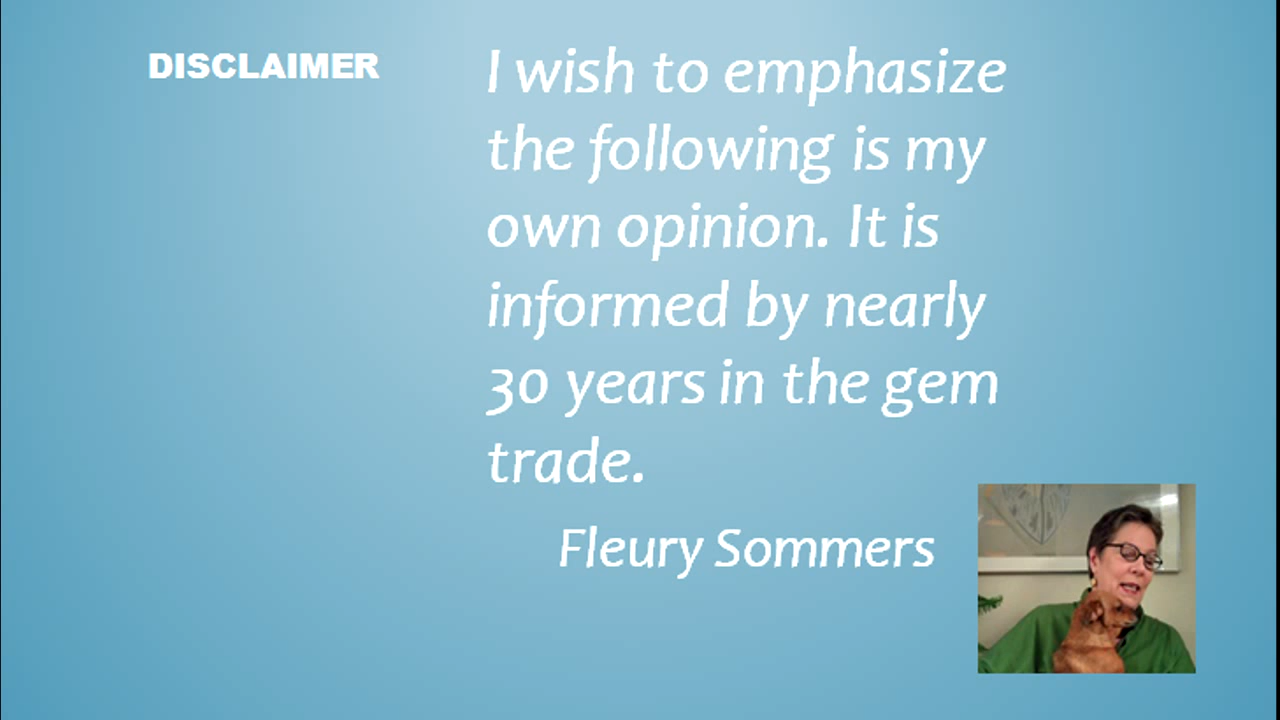 DISCLAIMER
I wish to emphasize
the following is my
own opinion. It is
informed by nearly
30 years in the gem
trade.
Fleury Sommers